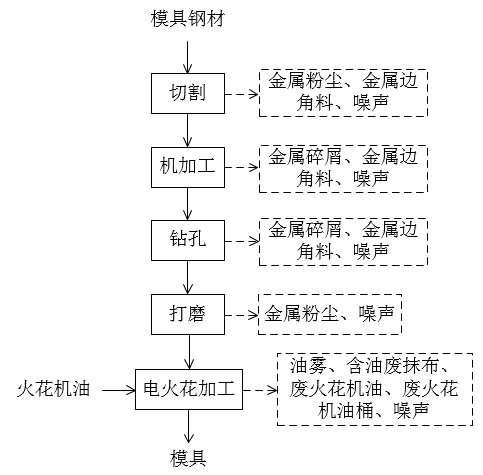 模具钢材
切割
金属粉尘、金属边
角料、噪声
机加工
金属碎屑、金属边
角料、噪声
钻孔
金属碎屑、金属边
角料、噪声
打磨
金属粉尘、噪声
火花机油
电火花加工
油雾、含油废抹布、
废火花机油、废火花
机油桶、噪声
模具